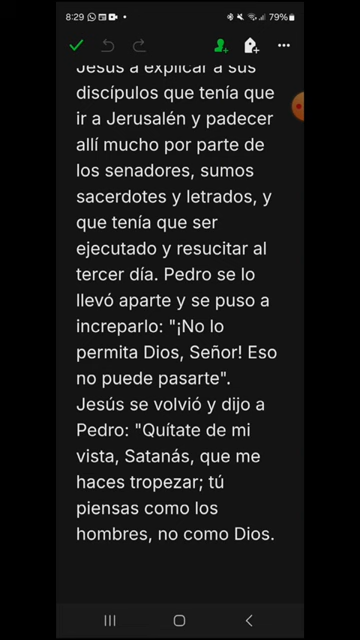 8:29
79%
Jesús a explicar a sus
discípulos que tenía que
ir a Jerusalén y padecer
allí mucho por parte de
los senadores, sumos
sacerdotes y letrados, y
que tenía que ser
ejecutado y resucitar al
tercer día. Pedro se lo
llevó aparte y se puso a
increparlo: "¡No lo
permita Dios, Señor! Eso
no puede pasarte".
Jesús se volvió y dijo a
Pedro: "Quítate de mi
vista, Satanás, que me
haces tropezar; tú
piensas como los
hombres, no como Dios.